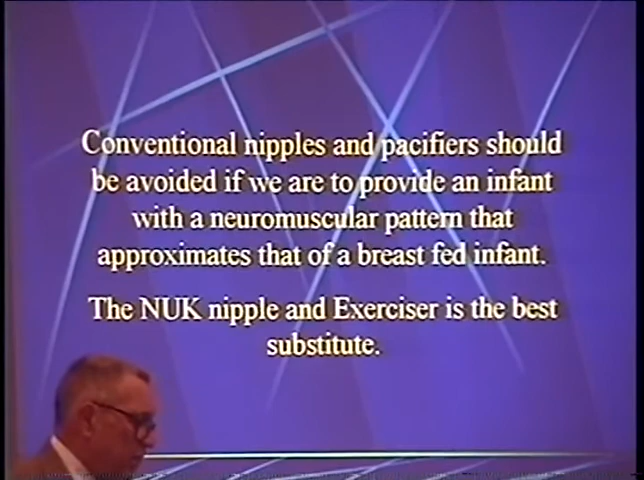 Conventional nipples and pacifiers should
be avoided if we are to provide an infant
with a neuromuscular pattern that
approximates that of a breast fed infant.
The NUK nipple and Exerciser is the best
substitute.